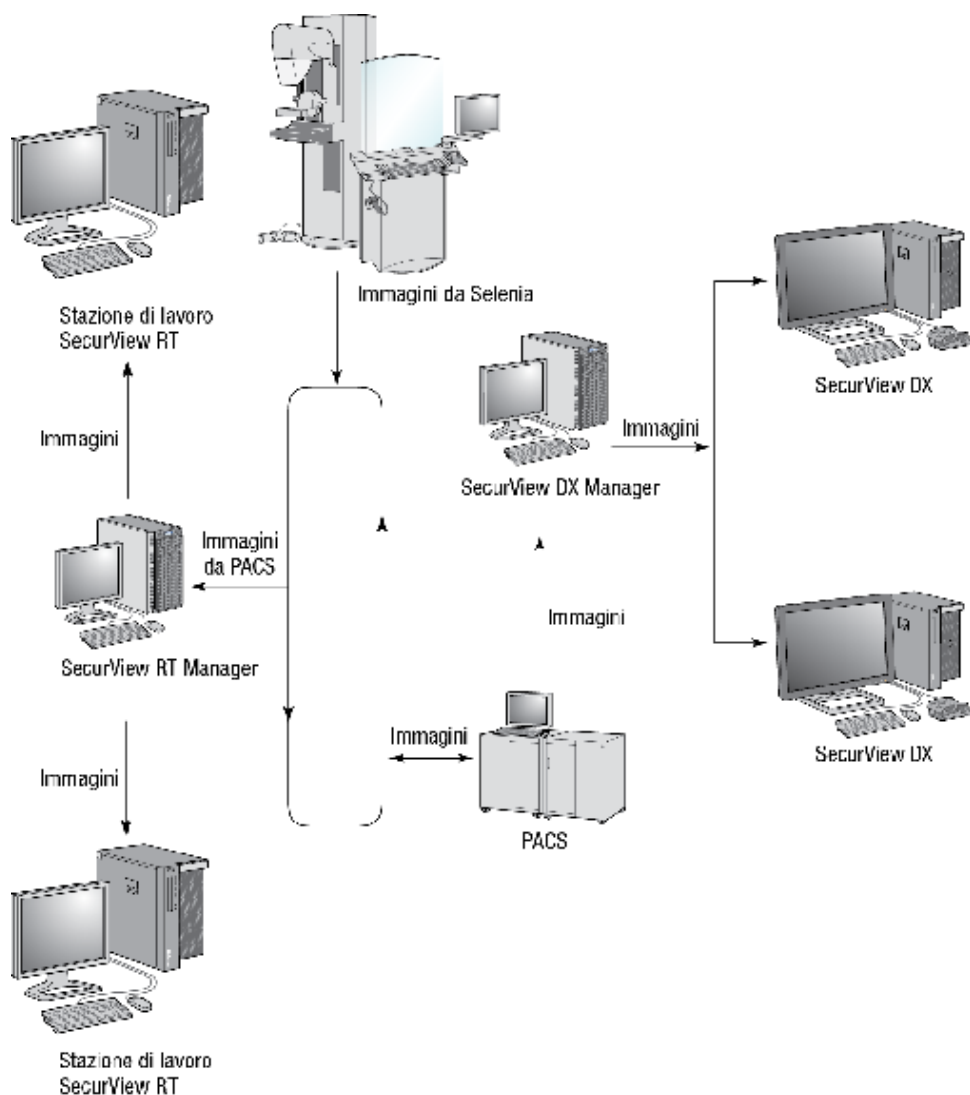 Immagini da Selenia
Stazione di lavoro
SecurView RT
SecurView DX
Immagini
Immagini
SecurView DX Manager
Immagini
da PACS
Immagini
SecurView RT Manager
Immagini
SecurView DX
Immagini
PACS
Stazione di lavoro
SecurView RT